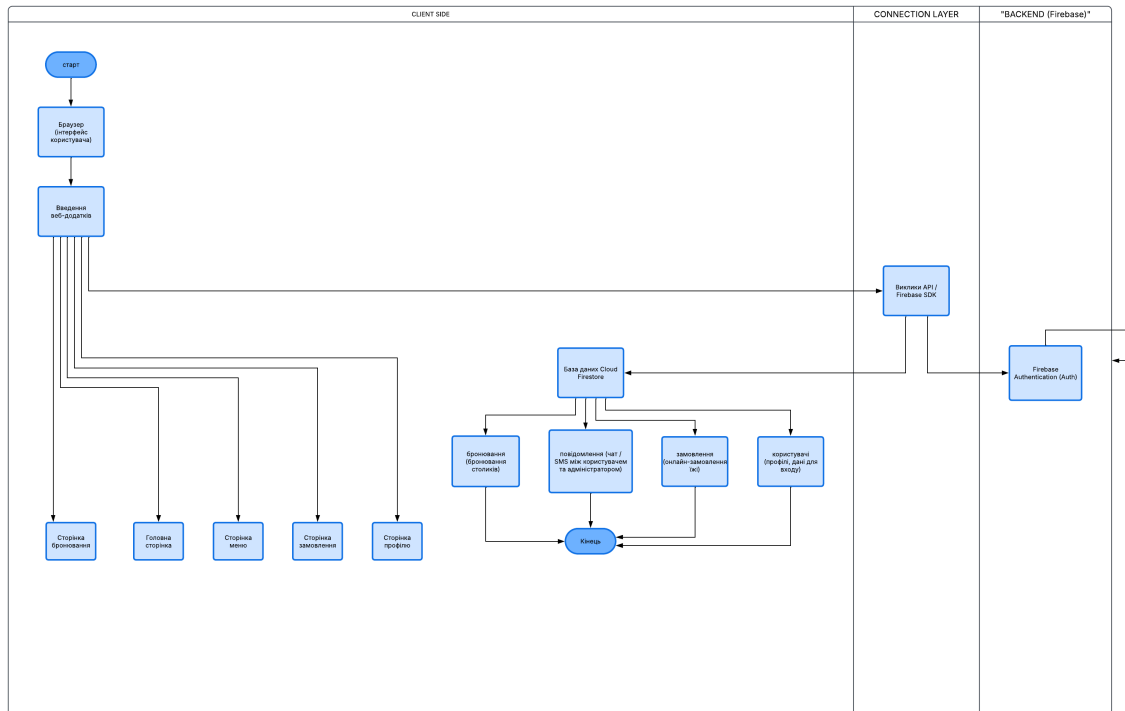 CLIENT SIDE
CONNECTION LAYER
"BACKEND (Firebase)"
старт
Браузер
(інтерфейс
користувача)
Введення
веб-додатків
Виклики API /
Firebase SDK
База даних Cloud
Firestore
Firebase
Authentication (Auth)
бронювання
(бронювання
столиків)
повідомлення (чат /
SMS між користувачем
та адміністратором)
замовлення
(онлайн-замовлення
їжі)
користувачі
(профілі, дані для
входу)
Сторінка
бронювання
Головна
сторінка
Сторінка
меню
Сторінка
замовлення
Сторінка
профілю
Кінець